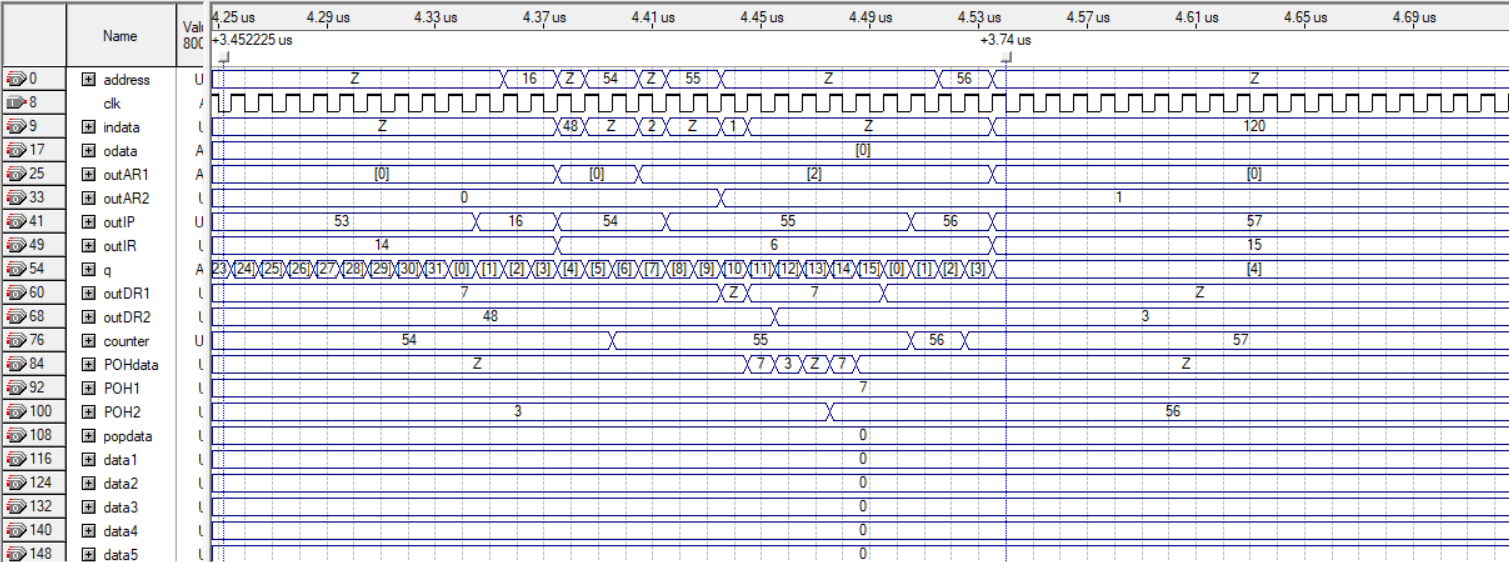 4.25 us 4.29 us 4.33 us 4.37 us 4.41 us 4.45 us 4.49 us 4.53 us 4.57 us 4.61 us 4.65 us 4.69 us
Name Valu 800
+3.452225 us +3.74 us
0 address U Z 16 Z 54 Z 55 Z 56 Z
8 clk A
9 indata U Z 48 Z 2 Z 1 Z 120
17 odata A [0]
25 outAR1 A [0] [0] [2] [0]
33 outAR2 U 0 1
41 outIP U 53 16 54 55 56 57
49 outIR U 14 6 15
54 q A 23] [24] [25] [26] [27] [28] [29] [30] [31] [0] [1] [2] [3] [4] [5] [6] [7] [8] [9] [10] [11] [12] [13] [14] [15] [0] [1] [2] [3] [4]
60 outDR1 U 7 Z 7 Z
68 outDR2 U 48 3
76 counter U 54 55 56 57
84 POHdata U Z 7 3 Z 7 Z
92 POH1 U 7
100 POH2 U 3 56
108 popdata U 0
116 data1 U 0
124 data2 U 0
132 data3 U 0
140 data4 U 0
148 data5 U 0